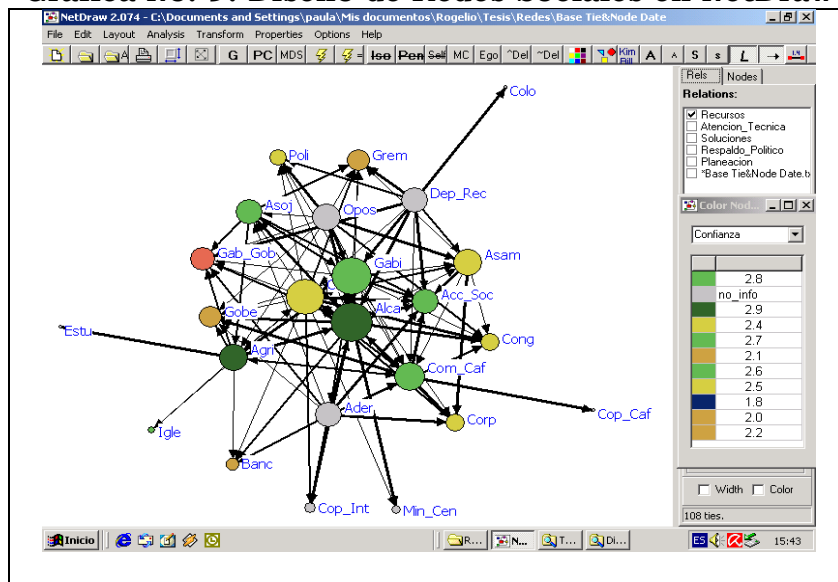 Gráfica No. 9. Diseño de Redes Sociales en NetDraw
NetDraw 2.074 - C:\Documents and Settings\paula\Mis documentos\Rogelio\Tesis\Redes\Base Tie&Node Date
File Edit Layout Analysis Transform Properties Options Help
G PC MDS = Iso Pen Self MC Ego ^Del ~Del A A S s L
Rels Nodes
Relations:
Recursos
Atencion_Tecnica
Soluciones
Respaldo_Politico
Planeacion
*Base Tie&Node Date.tx
Color Nod...
Confianza
2.8
no_info
2.9
2.4
2.7
2.1
2.6
2.5
1.8
2.0
2.2
Width Color
108 ties.
Colo
Poli
Grem
Dep_Rec
Asoj
Opos
Gab_Gob
Gabi
Asam
Acc_Soc
Gobe
Alca
Estu
Agri
Cong
Com_Caf
Ader
Cop_Caf
Igle
Corp
Banc
Cop_Int
Min_Cen
Inicio R... N... T... Di... ES 15:43